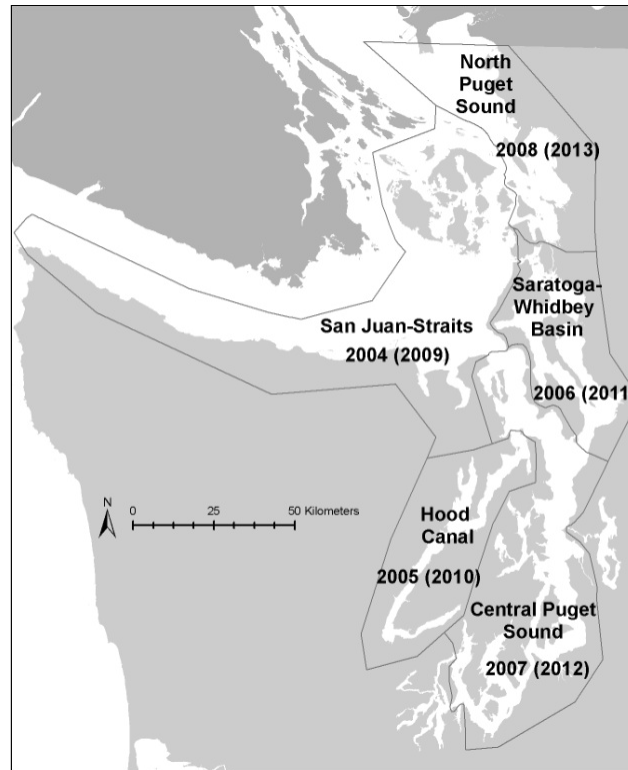 North
Puget
Sound
2008 (2013)
Saratoga-
Whidbey
Basin
San Juan-Straits
2004 (2009)
2006 (2011
N
0 25 50 Kilometers
Hood
Canal
2005 (2010)
Central Puget
Sound
2007 (2012)